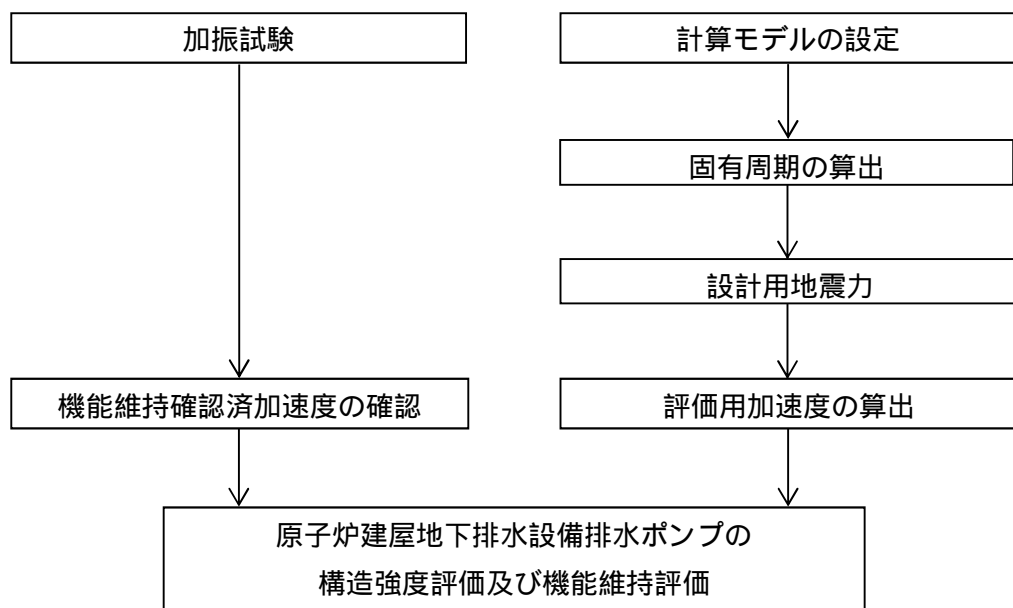 加振試験
計算モデルの設定
固有周期の算出
設計用地震力
機能維持確認済加速度の確認
評価用加速度の算出
原子炉建屋地下排水設備排水ポンプの
構造強度評価及び機能維持評価